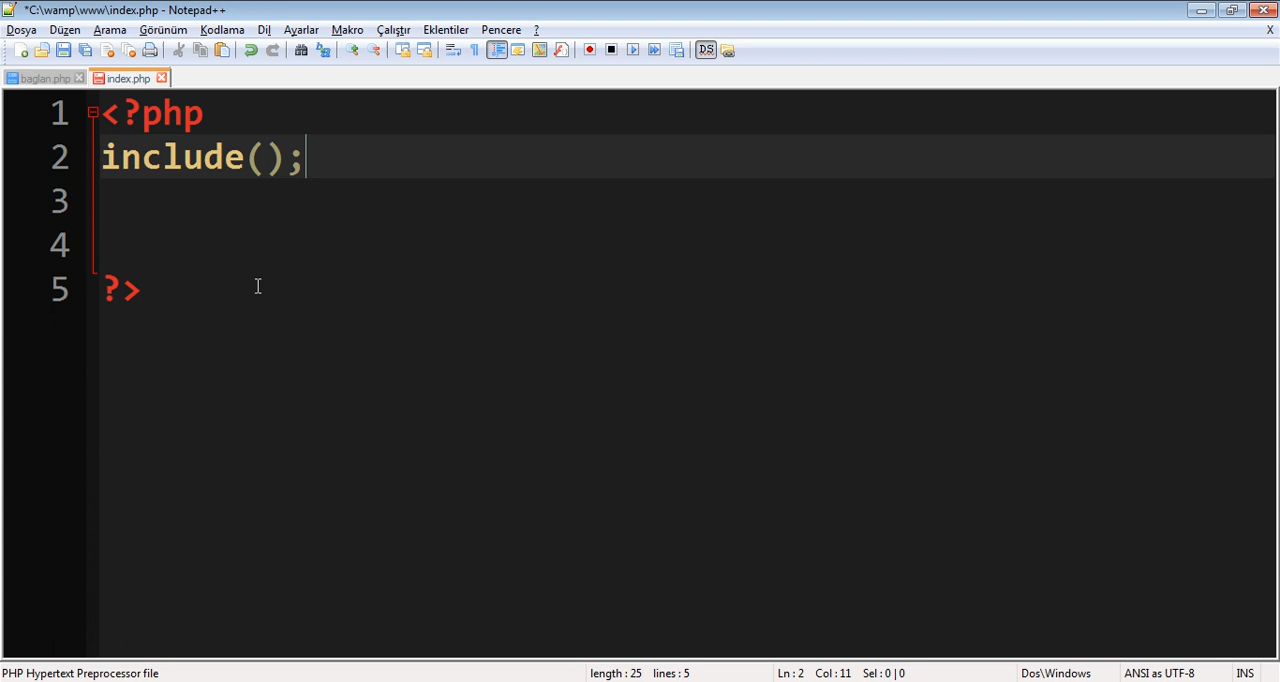 *C:\wamp\www\index.php - Notepad++
Dosya Düzen Arama Görünüm Kodlama Dil Ayarlar Makro Çalıştır Eklentiler Pencere ? X
baglan.php index.php
1 <?php
2 include();
3
4
5 ?>
PHP Hypertext Preprocessor file length : 25 lines : 5 Ln : 2 Col : 11 Sel : 0 | 0 Dos\Windows ANSI as UTF-8 INS